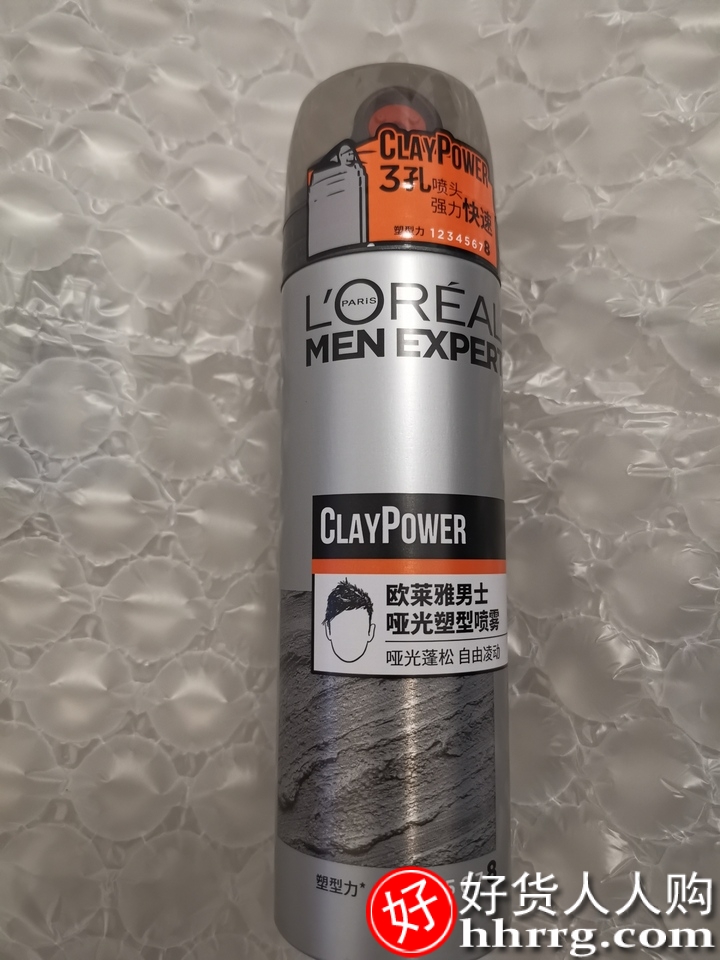 CLAYPOWER
3孔喷头
强力快速
塑型力 12345678
L'ORÉAL
PARIS
MEN EXPERT
CLAYPOWER
欧莱雅男士
哑光塑型喷雾
哑光蓬松 自由凌动
塑型力* 8
好 好货人人购
hhrrg.com